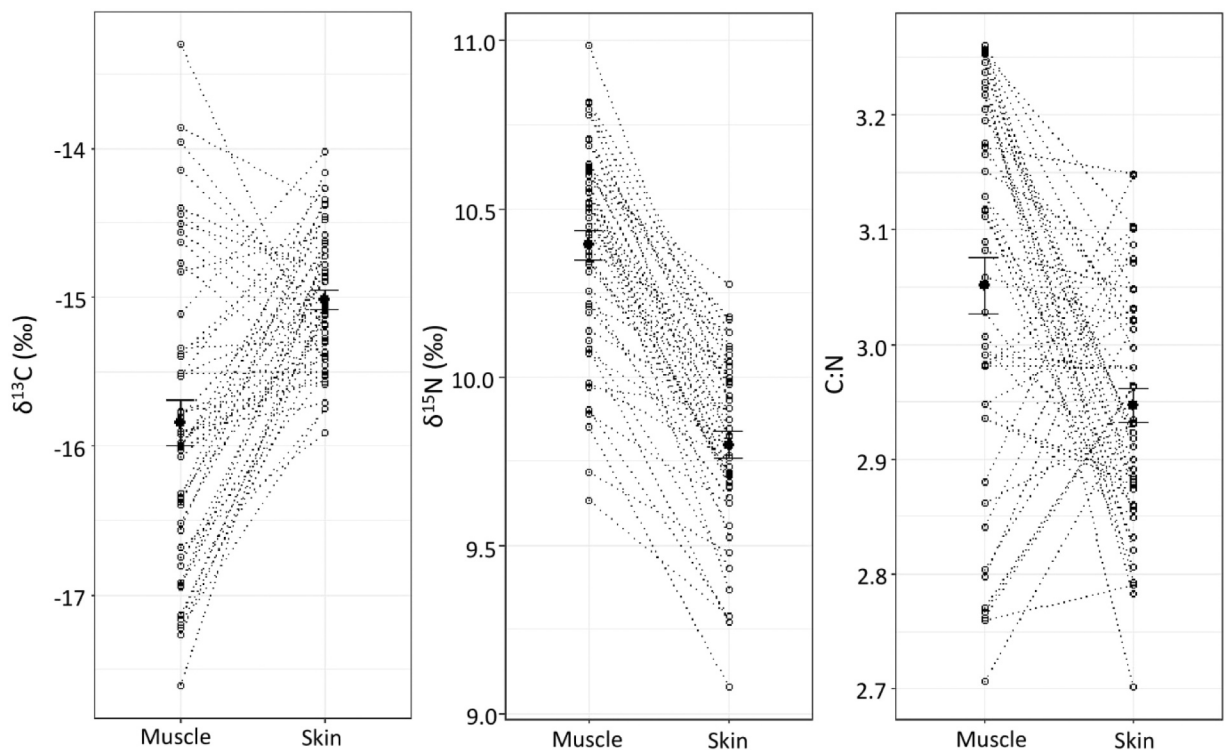 δ¹³C (‰)
-14
-15
-16
-17
Muscle Skin
δ¹⁵N (‰)
11.0
10.5
10.0
9.5
9.0
Muscle Skin
C:N
3.2
3.1
3.0
2.9
2.8
2.7
Muscle Skin